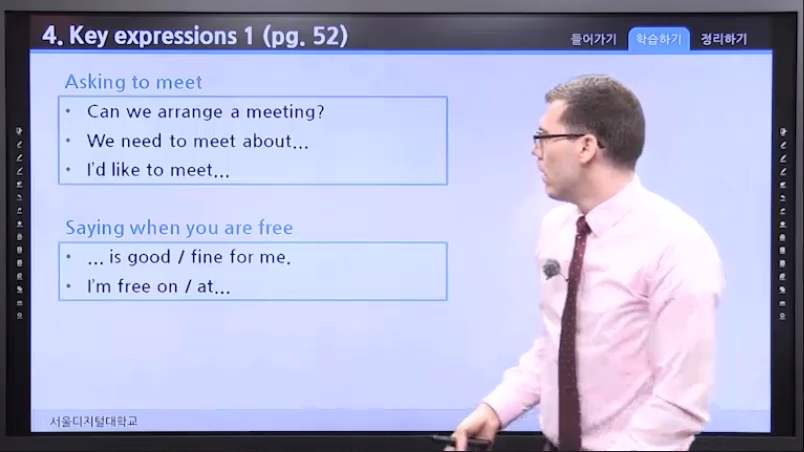 4. Key expressions 1 (pg. 52)
들어가기 학습하기 정리하기
Asking to meet
• Can we arrange a meeting?
• We need to meet about...
• I'd like to meet...
Saying when you are free
• ... is good / fine for me.
• I'm free on / at...
서울디지털대학교